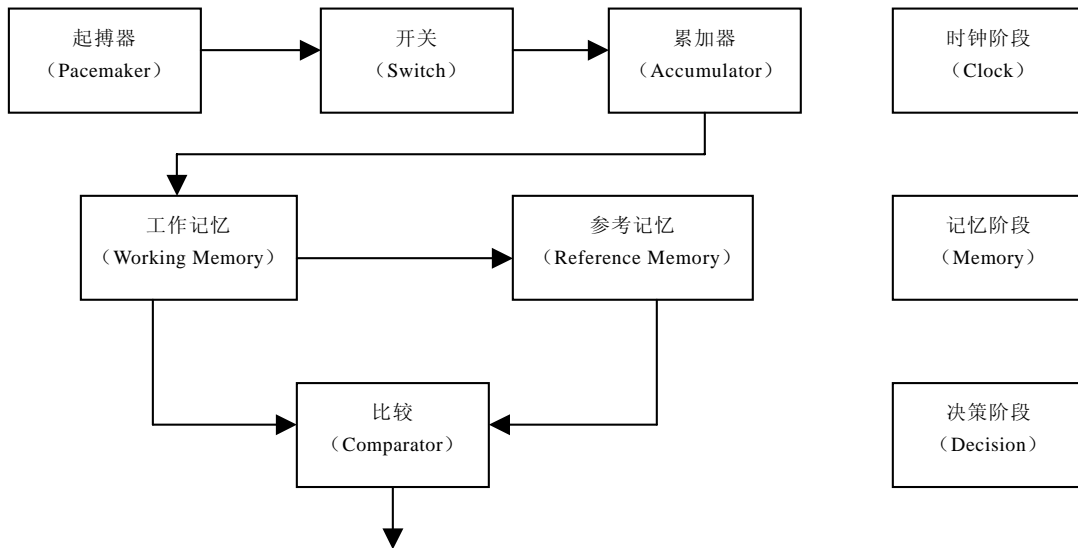 起搏器
（Pacemaker）
开关
（Switch）
累加器
（Accumulator）
时钟阶段
（Clock）
工作记忆
（Working Memory）
参考记忆
（Reference Memory）
记忆阶段
（Memory）
比较
（Comparator）
决策阶段
（Decision）